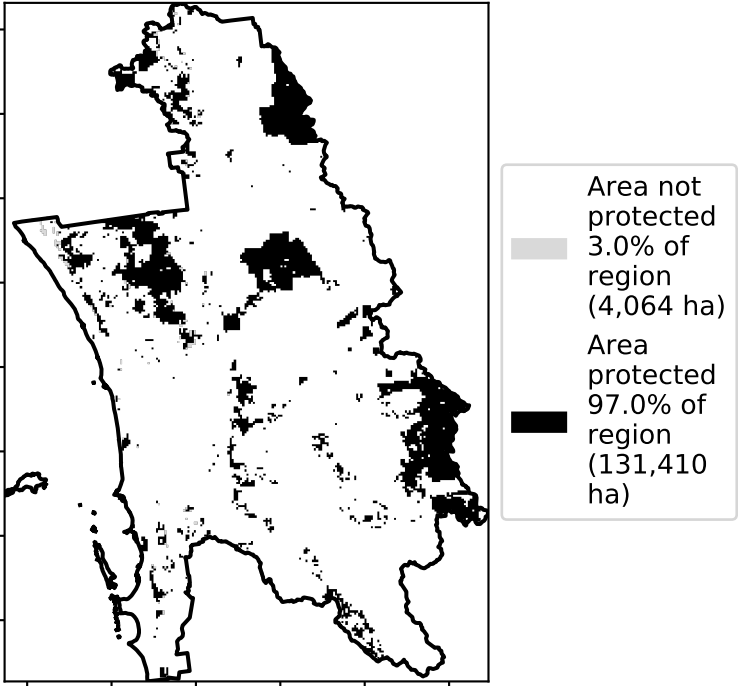 Area not
protected
3.0% of
region
(4,064 ha)
Area
protected
97.0% of
region
(131,410
ha)